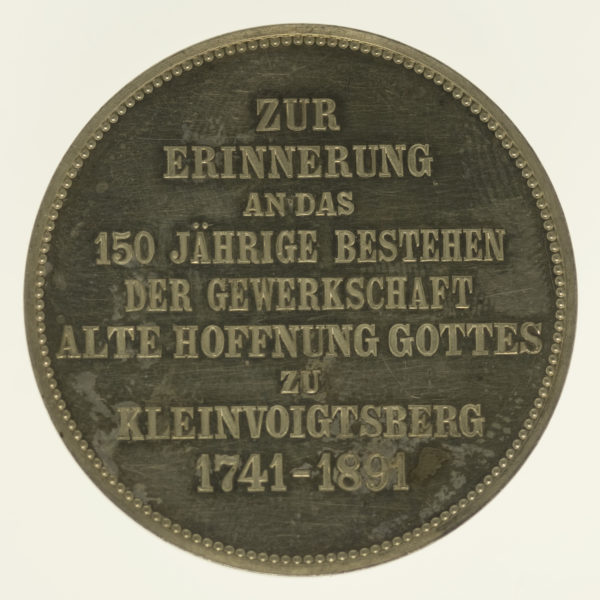 ZUR
ERINNERUNG
AN DAS
150 JÄHRIGE BESTEHEN
DER GEWERKSCHAFT
ALTE HOFFNUNG GOTTES
ZU
KLEINVOIGTSBERG
1741-1891